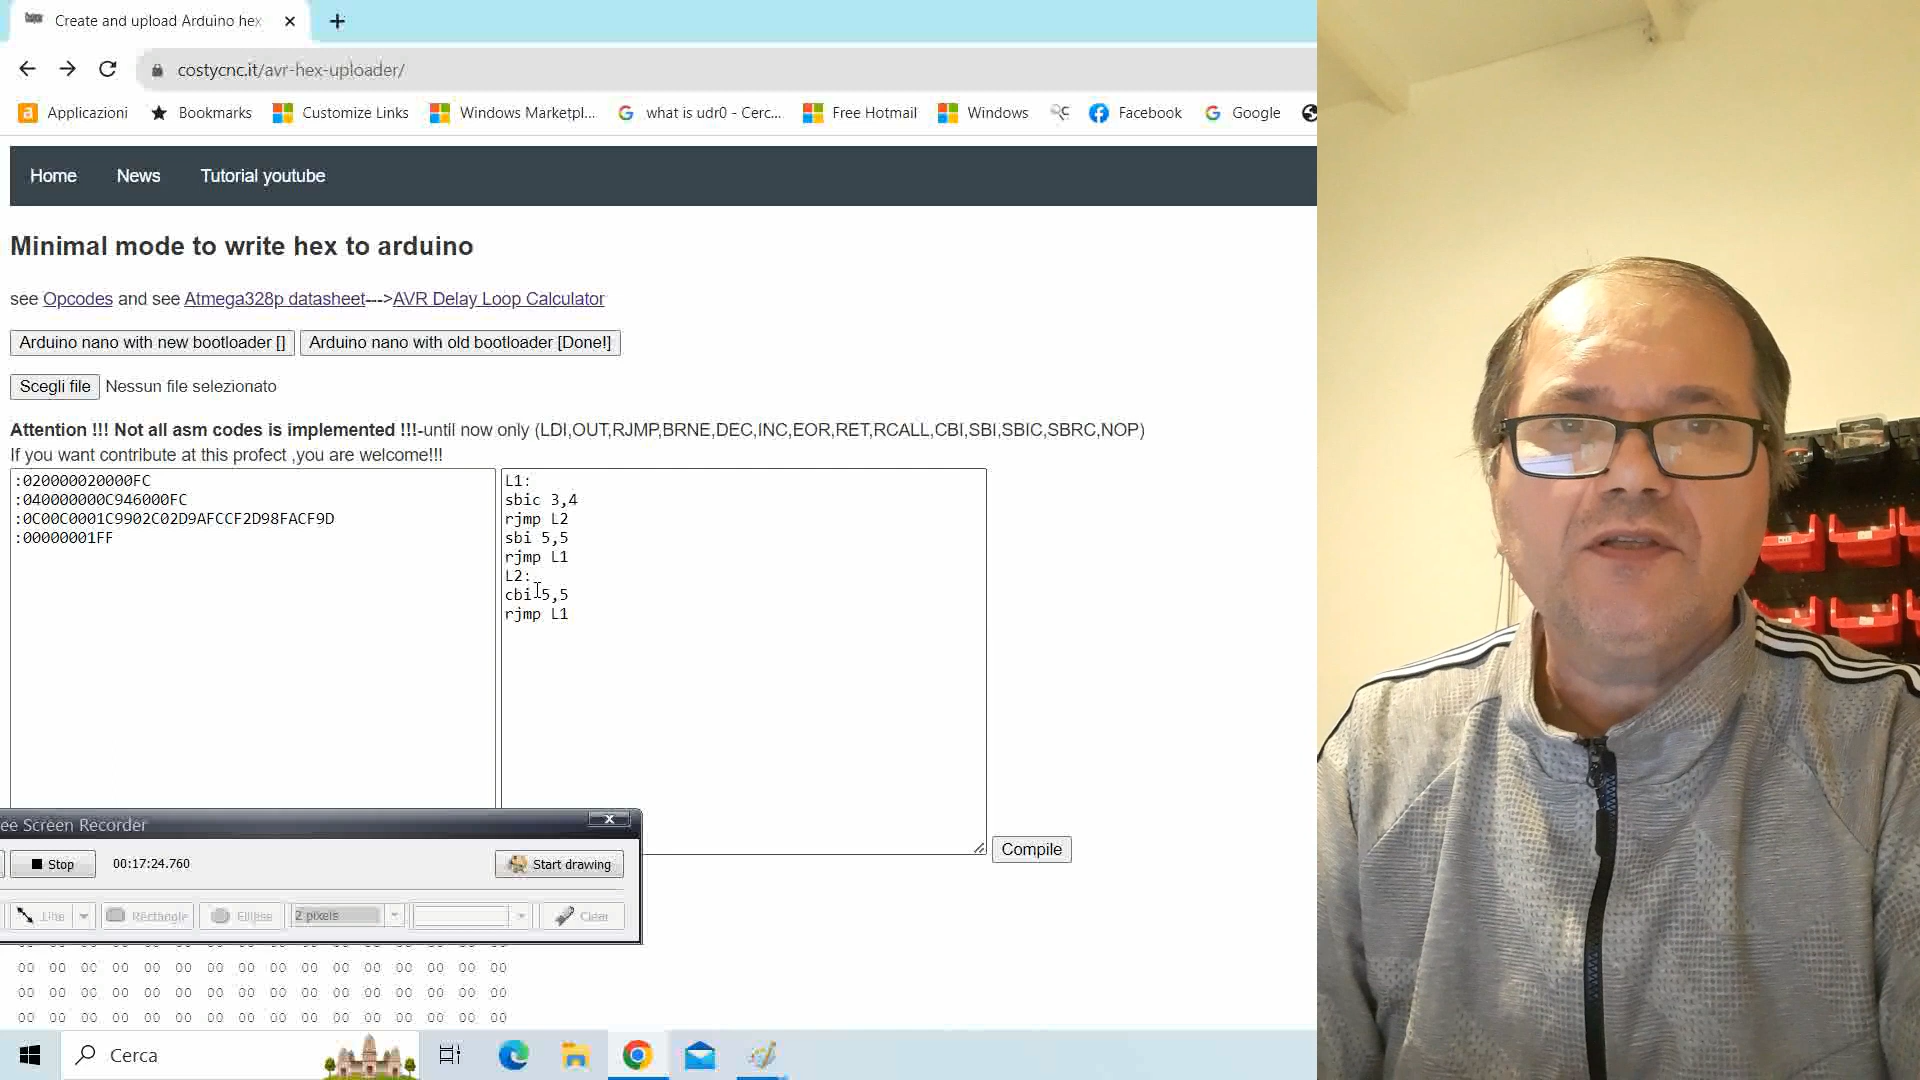 Create and upload Arduino hex
costycnc.it/avr-hex-uploader/
Applicazioni
Bookmarks
Customize Links
Windows Marketpl...
what is udr0 - Cerc...
Free Hotmail
Windows
Facebook
Google
Home
News
Tutorial youtube
Minimal mode to write hex to arduino
see Opcodes and see Atmega328p datasheet--->AVR Delay Loop Calculator
Arduino nano with new bootloader []
Arduino nano with old bootloader [Done!]
Scegli file Nessun file selezionato
Attention !!! Not all asm codes is implemented !!!-until now only (LDI,OUT,RJMP,BRNE,DEC,INC,EOR,RET,RCALL,CBI,SBI,SBIC,SBRC,NOP)
If you want contribute at this profect ,you are welcome!!!
:020000020000FC
:040000000C946000FC
:0C00C0001C9902C02D9AFCCF2D98FACF9D
:00000001FF
L1:
sbic 3,4
rjmp L2
sbi 5,5
rjmp L1
L2:
cbi 5,5
rjmp L1
Compile
ee Screen Recorder
x
Stop
00:17:24.760
Start drawing
Line
Rectangle
Ellipse
2 pixels
Clear
00 00 00 00 00 00 00 00 00 00 00 00 00 00 00 00
00 00 00 00 00 00 00 00 00 00 00 00 00 00 00 00
00 00 00 00 00 00 00 00 00 00 00 00 00 00 00 00
Cerca